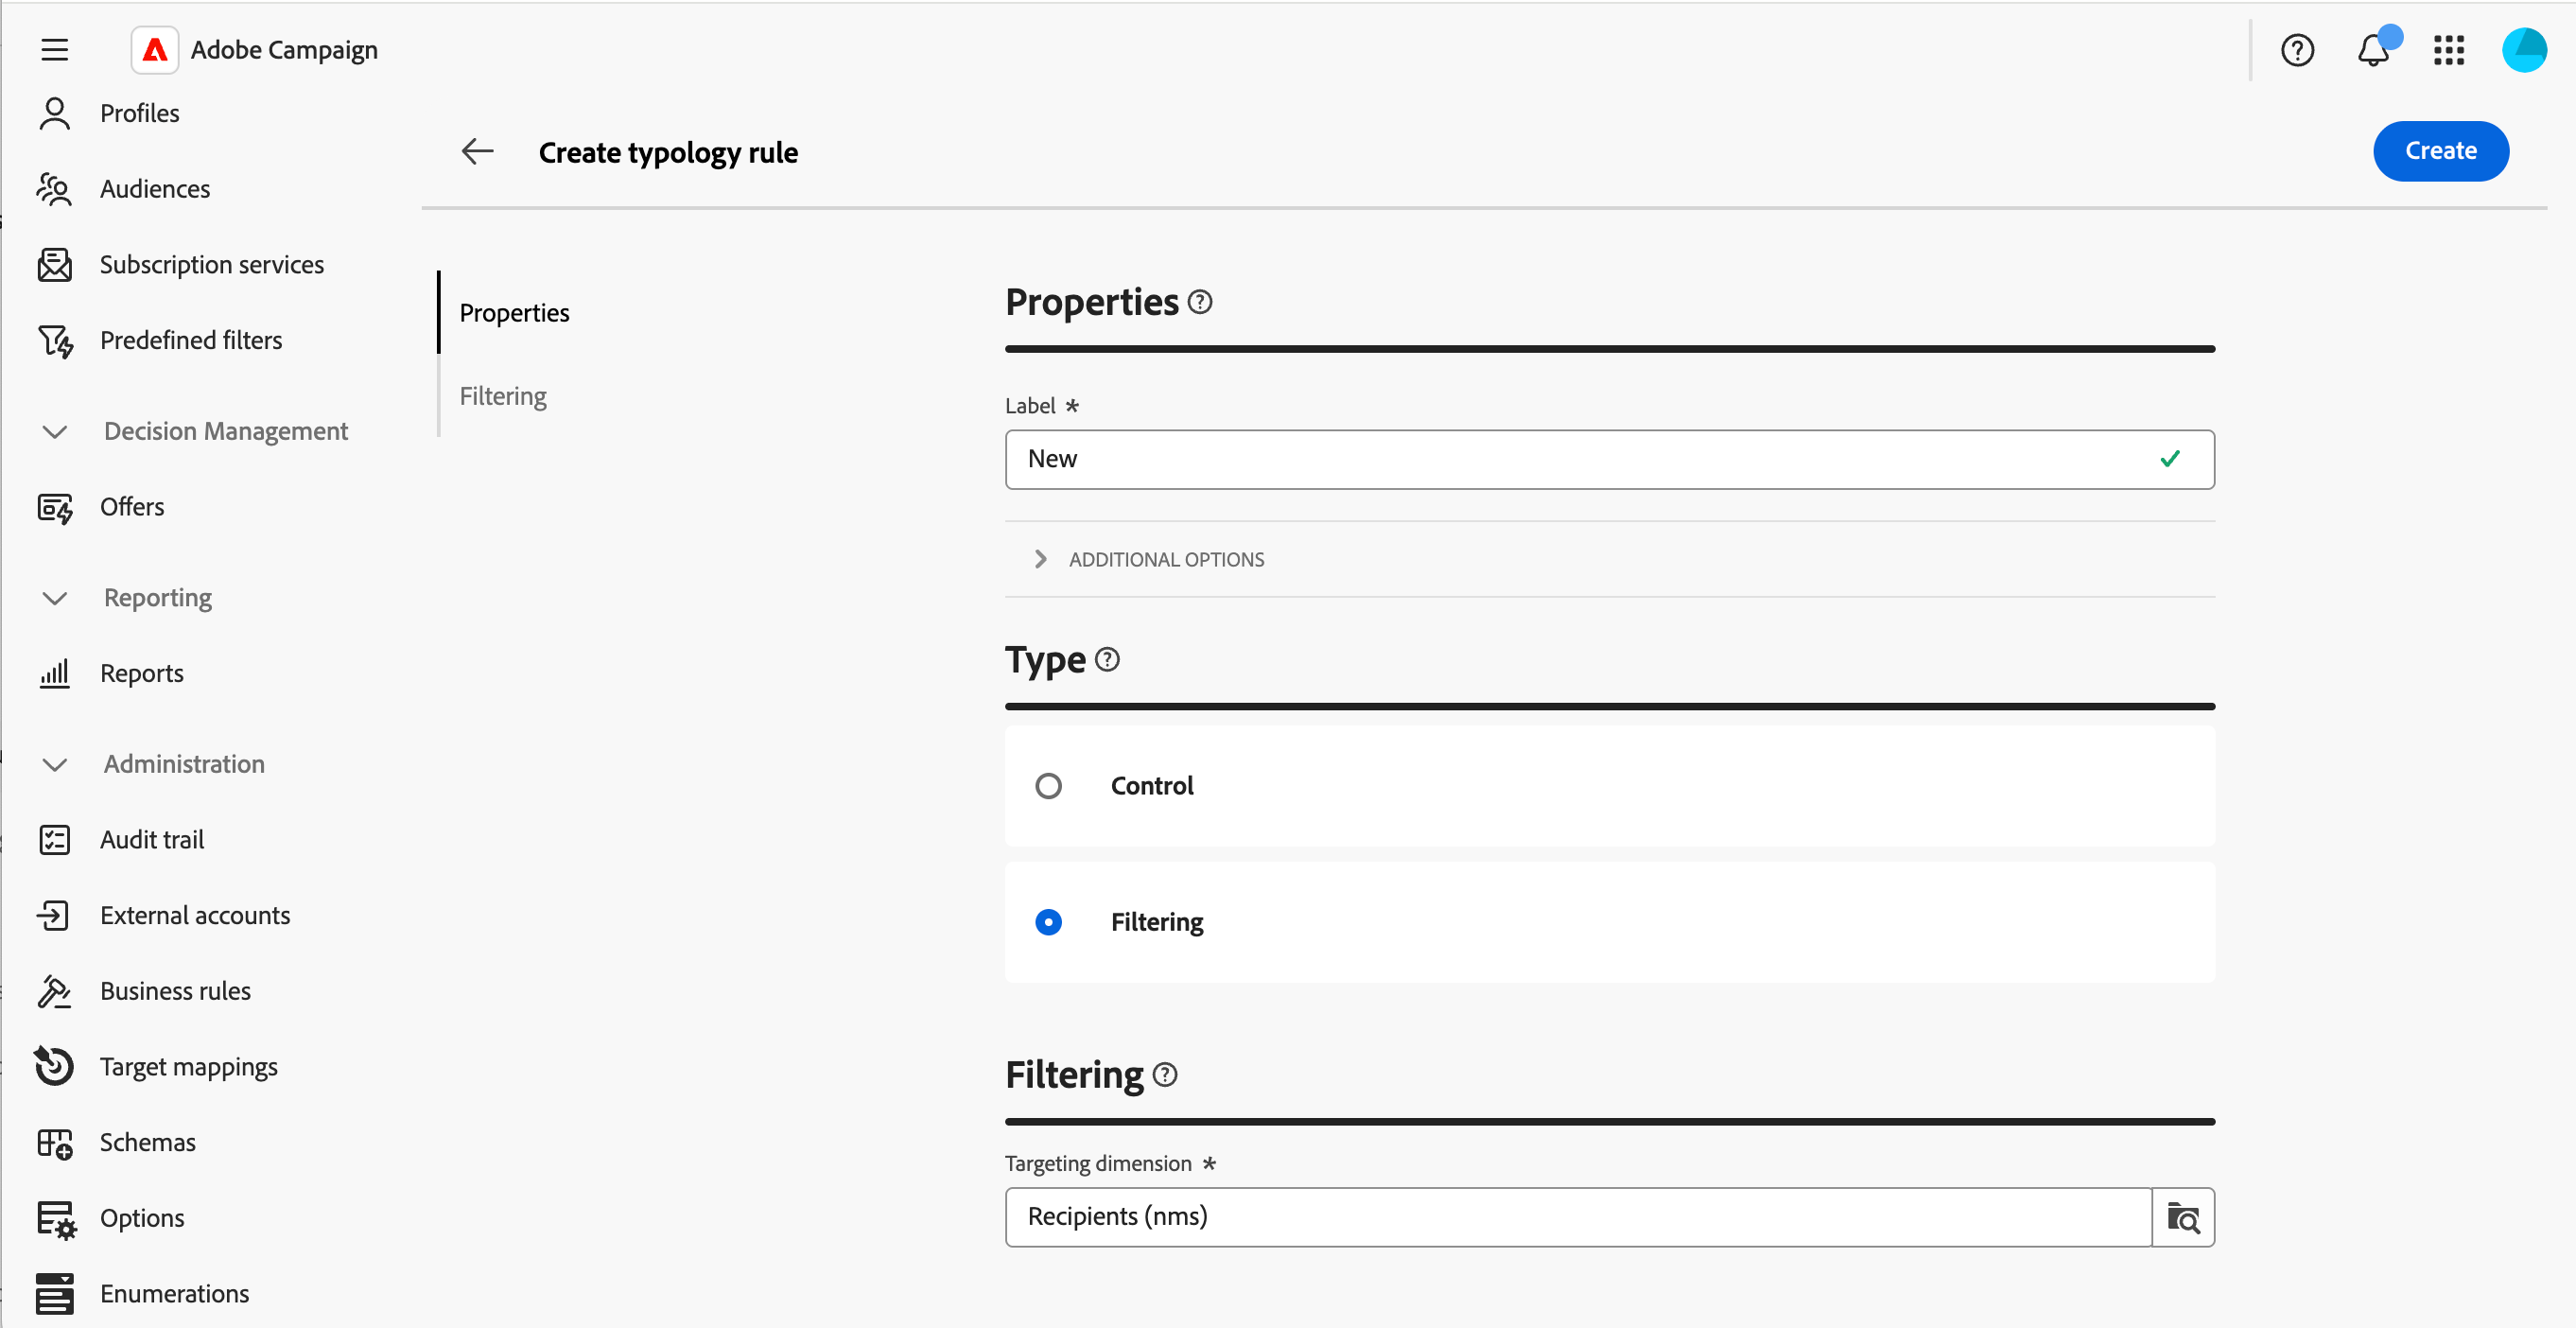 Adobe Campaign
Profiles
Audiences
Subscription services
Predefined filters
Decision Management
Offers
Reporting
Reports
Administration
Audit trail
External accounts
Business rules
Target mappings
Schemas
Options
Enumerations
Create typology rule
Create
Properties
Filtering
Properties
Label *
New
ADDITIONAL OPTIONS
Type
Control
Filtering
Filtering
Targeting dimension *
Recipients (nms)